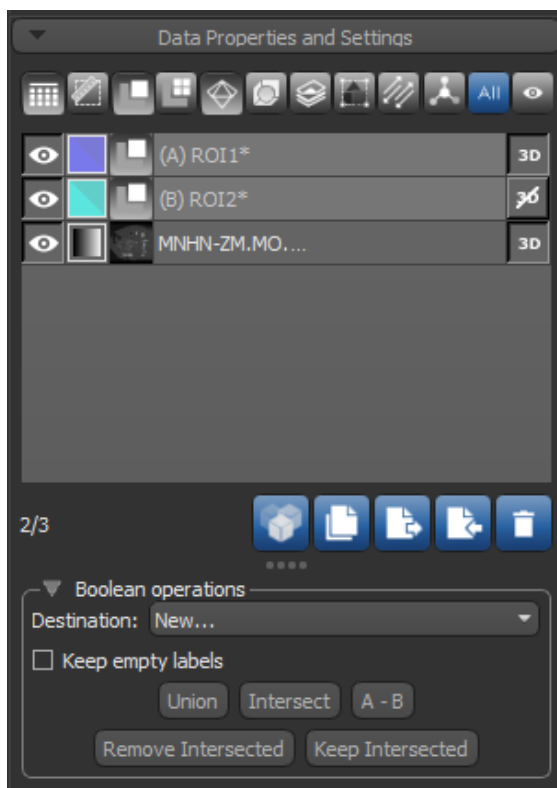 Data Properties and Settings
All
(A) ROI1*
3D
(B) ROI2*
3D
MNHN-ZM.MO....
3D
2/3
Boolean operations
Destination: New...
Keep empty labels
Union Intersect A - B
Remove Intersected Keep Intersected